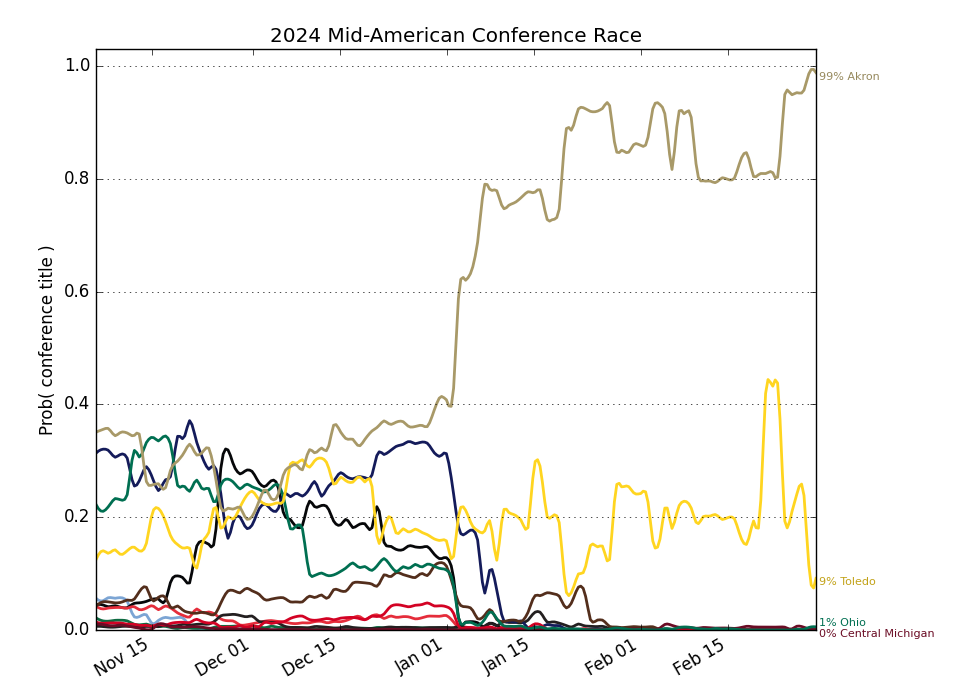 2024 Mid-American Conference Race
Prob( conference title )
1.0
0.8
0.6
0.4
0.2
0.0
Nov 15
Dec 01
Dec 15
Jan 01
Jan 15
Feb 01
Feb 15
99% Akron
9% Toledo
1% Ohio
0% Central Michigan